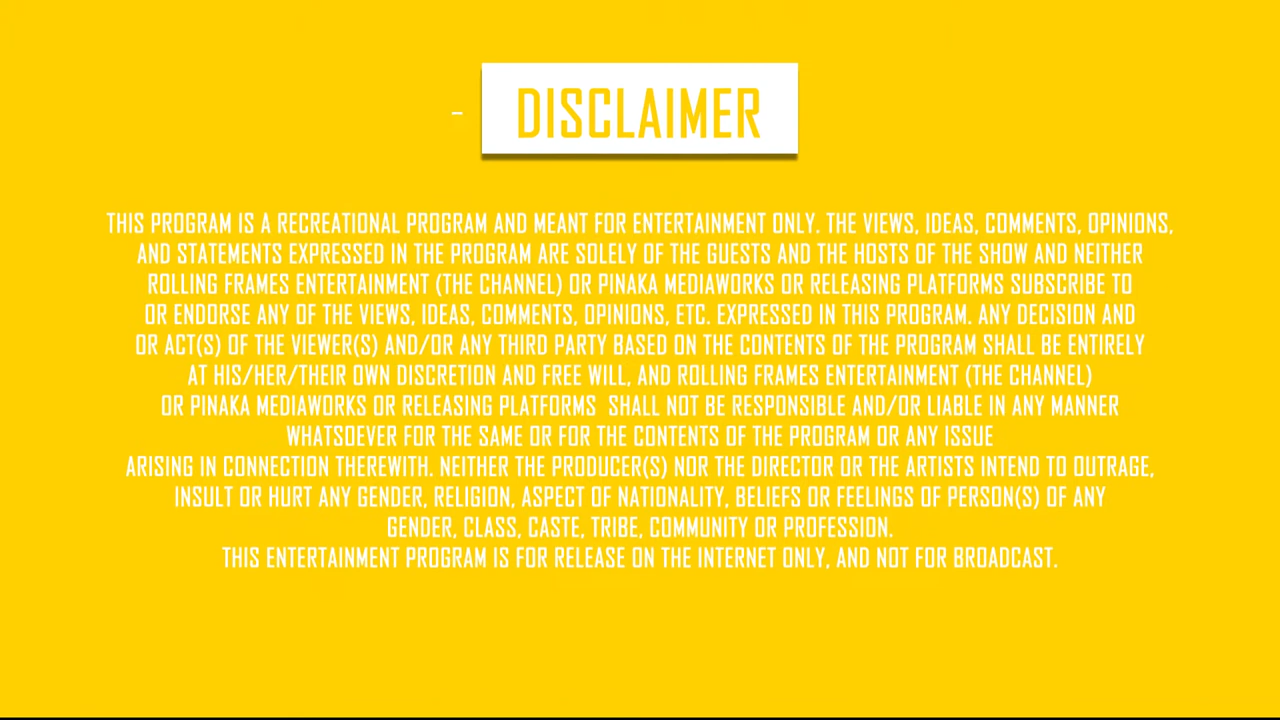 - DISCLAIMER
THIS PROGRAM IS A RECREATIONAL PROGRAM AND MEANT FOR ENTERTAINMENT ONLY. THE VIEWS, IDEAS, COMMENTS, OPINIONS,
AND STATEMENTS EXPRESSED IN THE PROGRAM ARE SOLELY OF THE GUESTS AND THE HOSTS OF THE SHOW AND NEITHER
ROLLING FRAMES ENTERTAINMENT (THE CHANNEL) OR PINAKA MEDIAWORKS OR RELEASING PLATFORMS SUBSCRIBE TO
OR ENDORSE ANY OF THE VIEWS, IDEAS, COMMENTS, OPINIONS, ETC. EXPRESSED IN THIS PROGRAM. ANY DECISION AND
OR ACT(S) OF THE VIEWER(S) AND/OR ANY THIRD PARTY BASED ON THE CONTENTS OF THE PROGRAM SHALL BE ENTIRELY
AT HIS/HER/THEIR OWN DISCRETION AND FREE WILL, AND ROLLING FRAMES ENTERTAINMENT (THE CHANNEL)
OR PINAKA MEDIAWORKS OR RELEASING PLATFORMS SHALL NOT BE RESPONSIBLE AND/OR LIABLE IN ANY MANNER
WHATSOEVER FOR THE SAME OR FOR THE CONTENTS OF THE PROGRAM OR ANY ISSUE
ARISING IN CONNECTION THEREWITH. NEITHER THE PRODUCER(S) NOR THE DIRECTOR OR THE ARTISTS INTEND TO OUTRAGE,
INSULT OR HURT ANY GENDER, RELIGION, ASPECT OF NATIONALITY, BELIEFS OR FEELINGS OF PERSON(S) OF ANY
GENDER, CLASS, CASTE, TRIBE, COMMUNITY OR PROFESSION.
THIS ENTERTAINMENT PROGRAM IS FOR RELEASE ON THE INTERNET ONLY, AND NOT FOR BROADCAST.